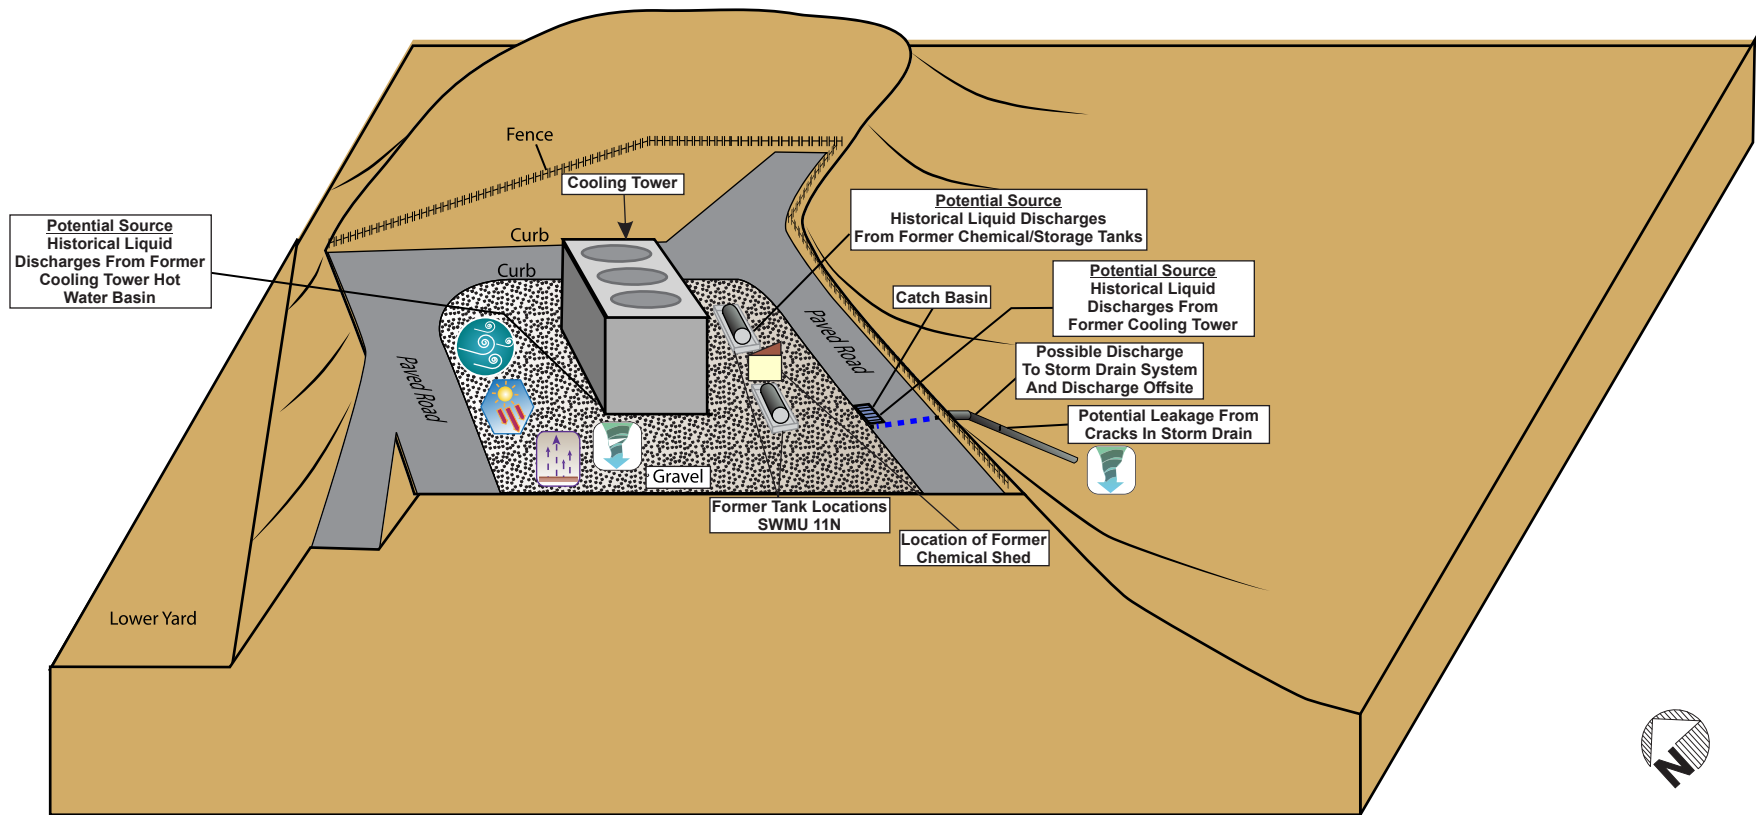 Fence
Cooling Tower
Potential Source
Historical Liquid Discharges
From Former Chemical/Storage Tanks
Potential Source
Historical Liquid
Discharges From Former
Cooling Tower Hot
Water Basin
Curb
Curb
Potential Source
Historical Liquid
Discharges From
Former Cooling Tower
Catch Basin
Paved Road
Paved Road
Possible Discharge
To Storm Drain System
And Discharge Offsite
Potential Leakage From
Cracks In Storm Drain
Gravel
Former Tank Locations
SWMU 11N
Location of Former
Chemical Shed
Lower Yard
N